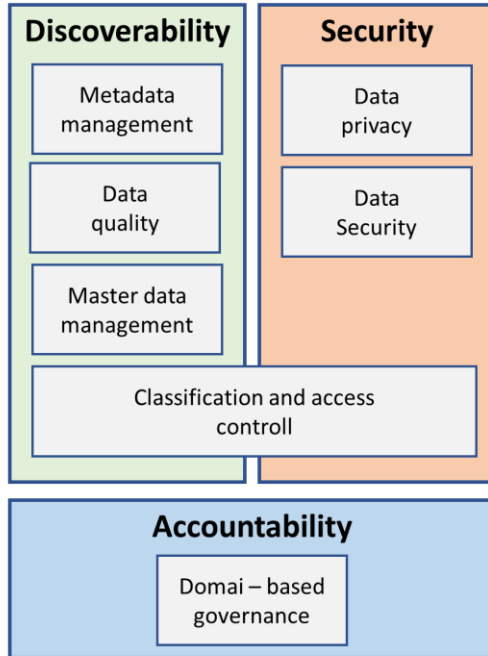 Discoverability
Metadata
management
Data
quality
Master data
management
Security
Data
privacy
Data
Security
Classification and access
controll
Accountability
Domai – based
governance